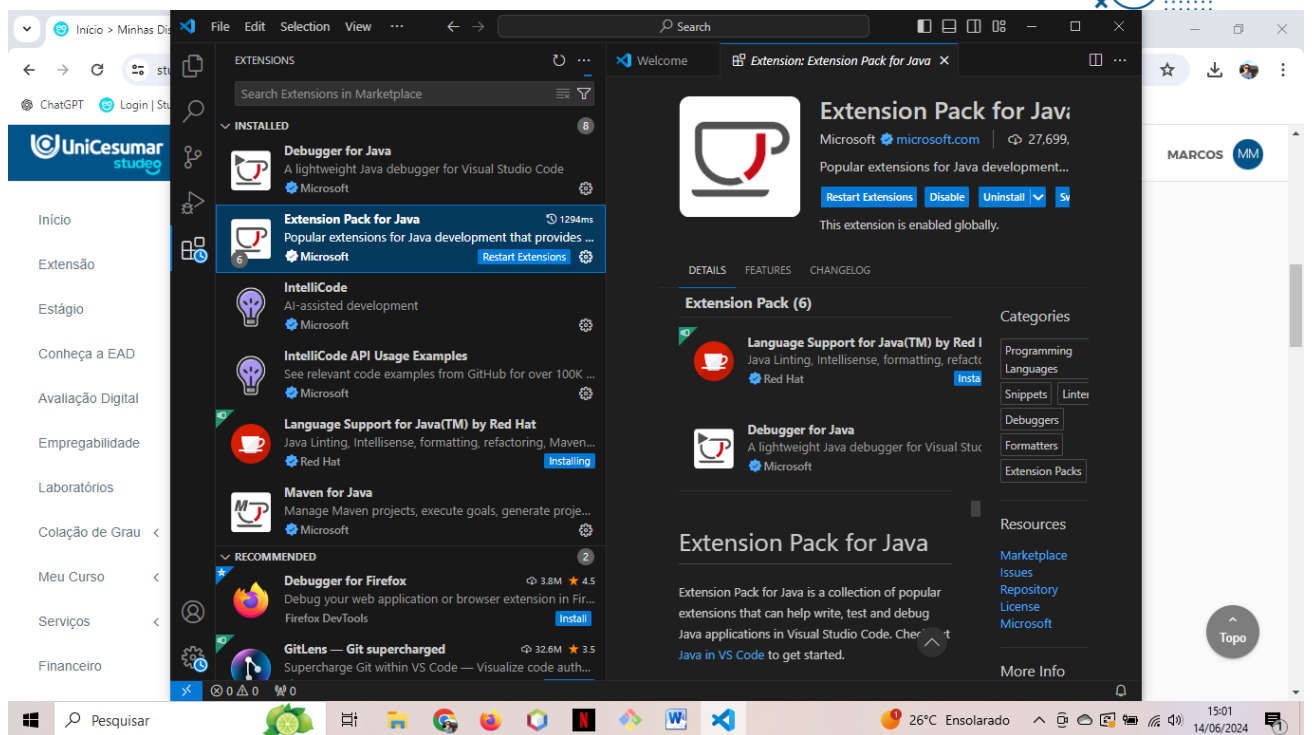 Início > Minhas Dis
File Edit Selection View ··· Search
stu
ChatGPT Login | Stu
UniCesumar
studeo
MARCOS MM
Início
Extensão
Estágio
Conheça a EAD
Avaliação Digital
Empregabilidade
Laboratórios
Colação de Grau
Meu Curso
Serviços
Financeiro
EXTENSIONS
Search Extensions in Marketplace
INSTALLED 8
Debugger for Java
A lightweight Java debugger for Visual Studio Code
Microsoft
Extension Pack for Java 1294ms
Popular extensions for Java development that provides ...
6 Microsoft Restart Extensions
IntelliCode
AI-assisted development
Microsoft
IntelliCode API Usage Examples
See relevant code examples from GitHub for over 100K ...
Microsoft
Language Support for Java(TM) by Red Hat
Java Linting, Intellisense, formatting, refactoring, Maven...
Red Hat Installing
Maven for Java
Manage Maven projects, execute goals, generate proje...
Microsoft
RECOMMENDED 2
Debugger for Firefox 3.8M ★ 4.5
Debug your web application or browser extension in Fir...
Firefox DevTools Install
GitLens — Git supercharged 32.6M ★ 3.5
Supercharge Git within VS Code — Visualize code auth...
0 0 0
Welcome Extension: Extension Pack for Java
Extension Pack for Java
Microsoft microsoft.com | 27,699,
Popular extensions for Java development...
Restart Extensions Disable Uninstall Sw
This extension is enabled globally.
DETAILS FEATURES CHANGELOG
Extension Pack (6)
Language Support for Java(TM) by Red
Java Linting, Intellisense, formatting, refacto
Red Hat Insta
Debugger for Java
A lightweight Java debugger for Visual Stud
Microsoft
Extension Pack for Java
Extension Pack for Java is a collection of popular
extensions that can help write, test and debug
Java applications in Visual Studio Code. Chec t
Java in VS Code to get started.
Categories
Programming
Languages
Snippets Linter
Debuggers
Formatters
Extension Packs
Resources
Marketplace
Issues
Repository
License
Microsoft
More Info
Topo
Pesquisar
26°C Ensolarado
15:01
14/06/2024
1